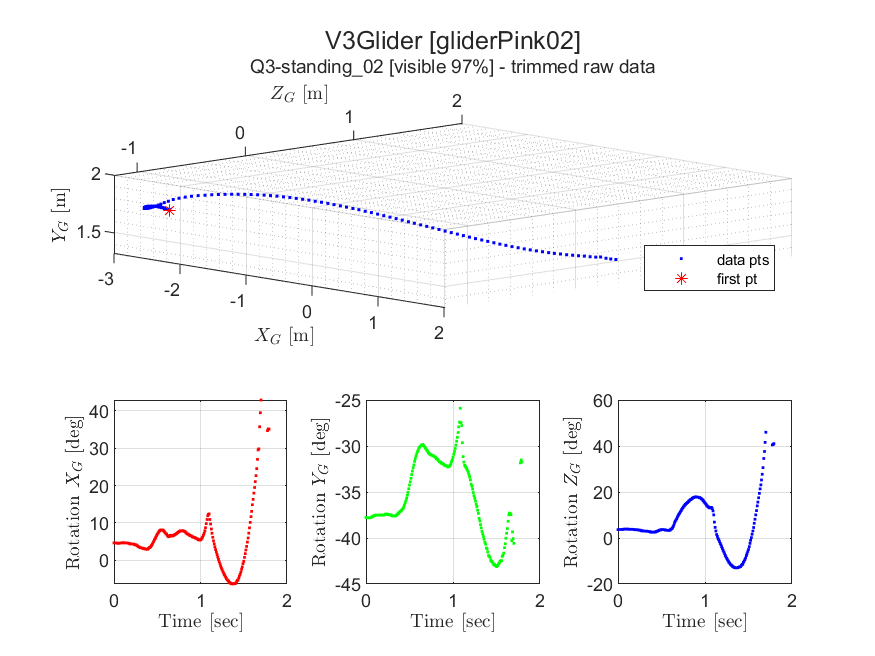 V3Glider [gliderPink02]
Q3-standing_02 [visible 97%] - trimmed raw data
Z_G [m]
-1
0
1
2
2
1.5
Y_G [m]
-3
-2
-1
0
1
2
X_G [m]
data pts
first pt
40
30
20
10
0
Rotation X_G [deg]
0
1
2
Time [sec]
-25
-30
-35
-40
-45
Rotation Y_G [deg]
0
1
2
Time [sec]
60
40
20
0
-20
Rotation Z_G [deg]
0
1
2
Time [sec]